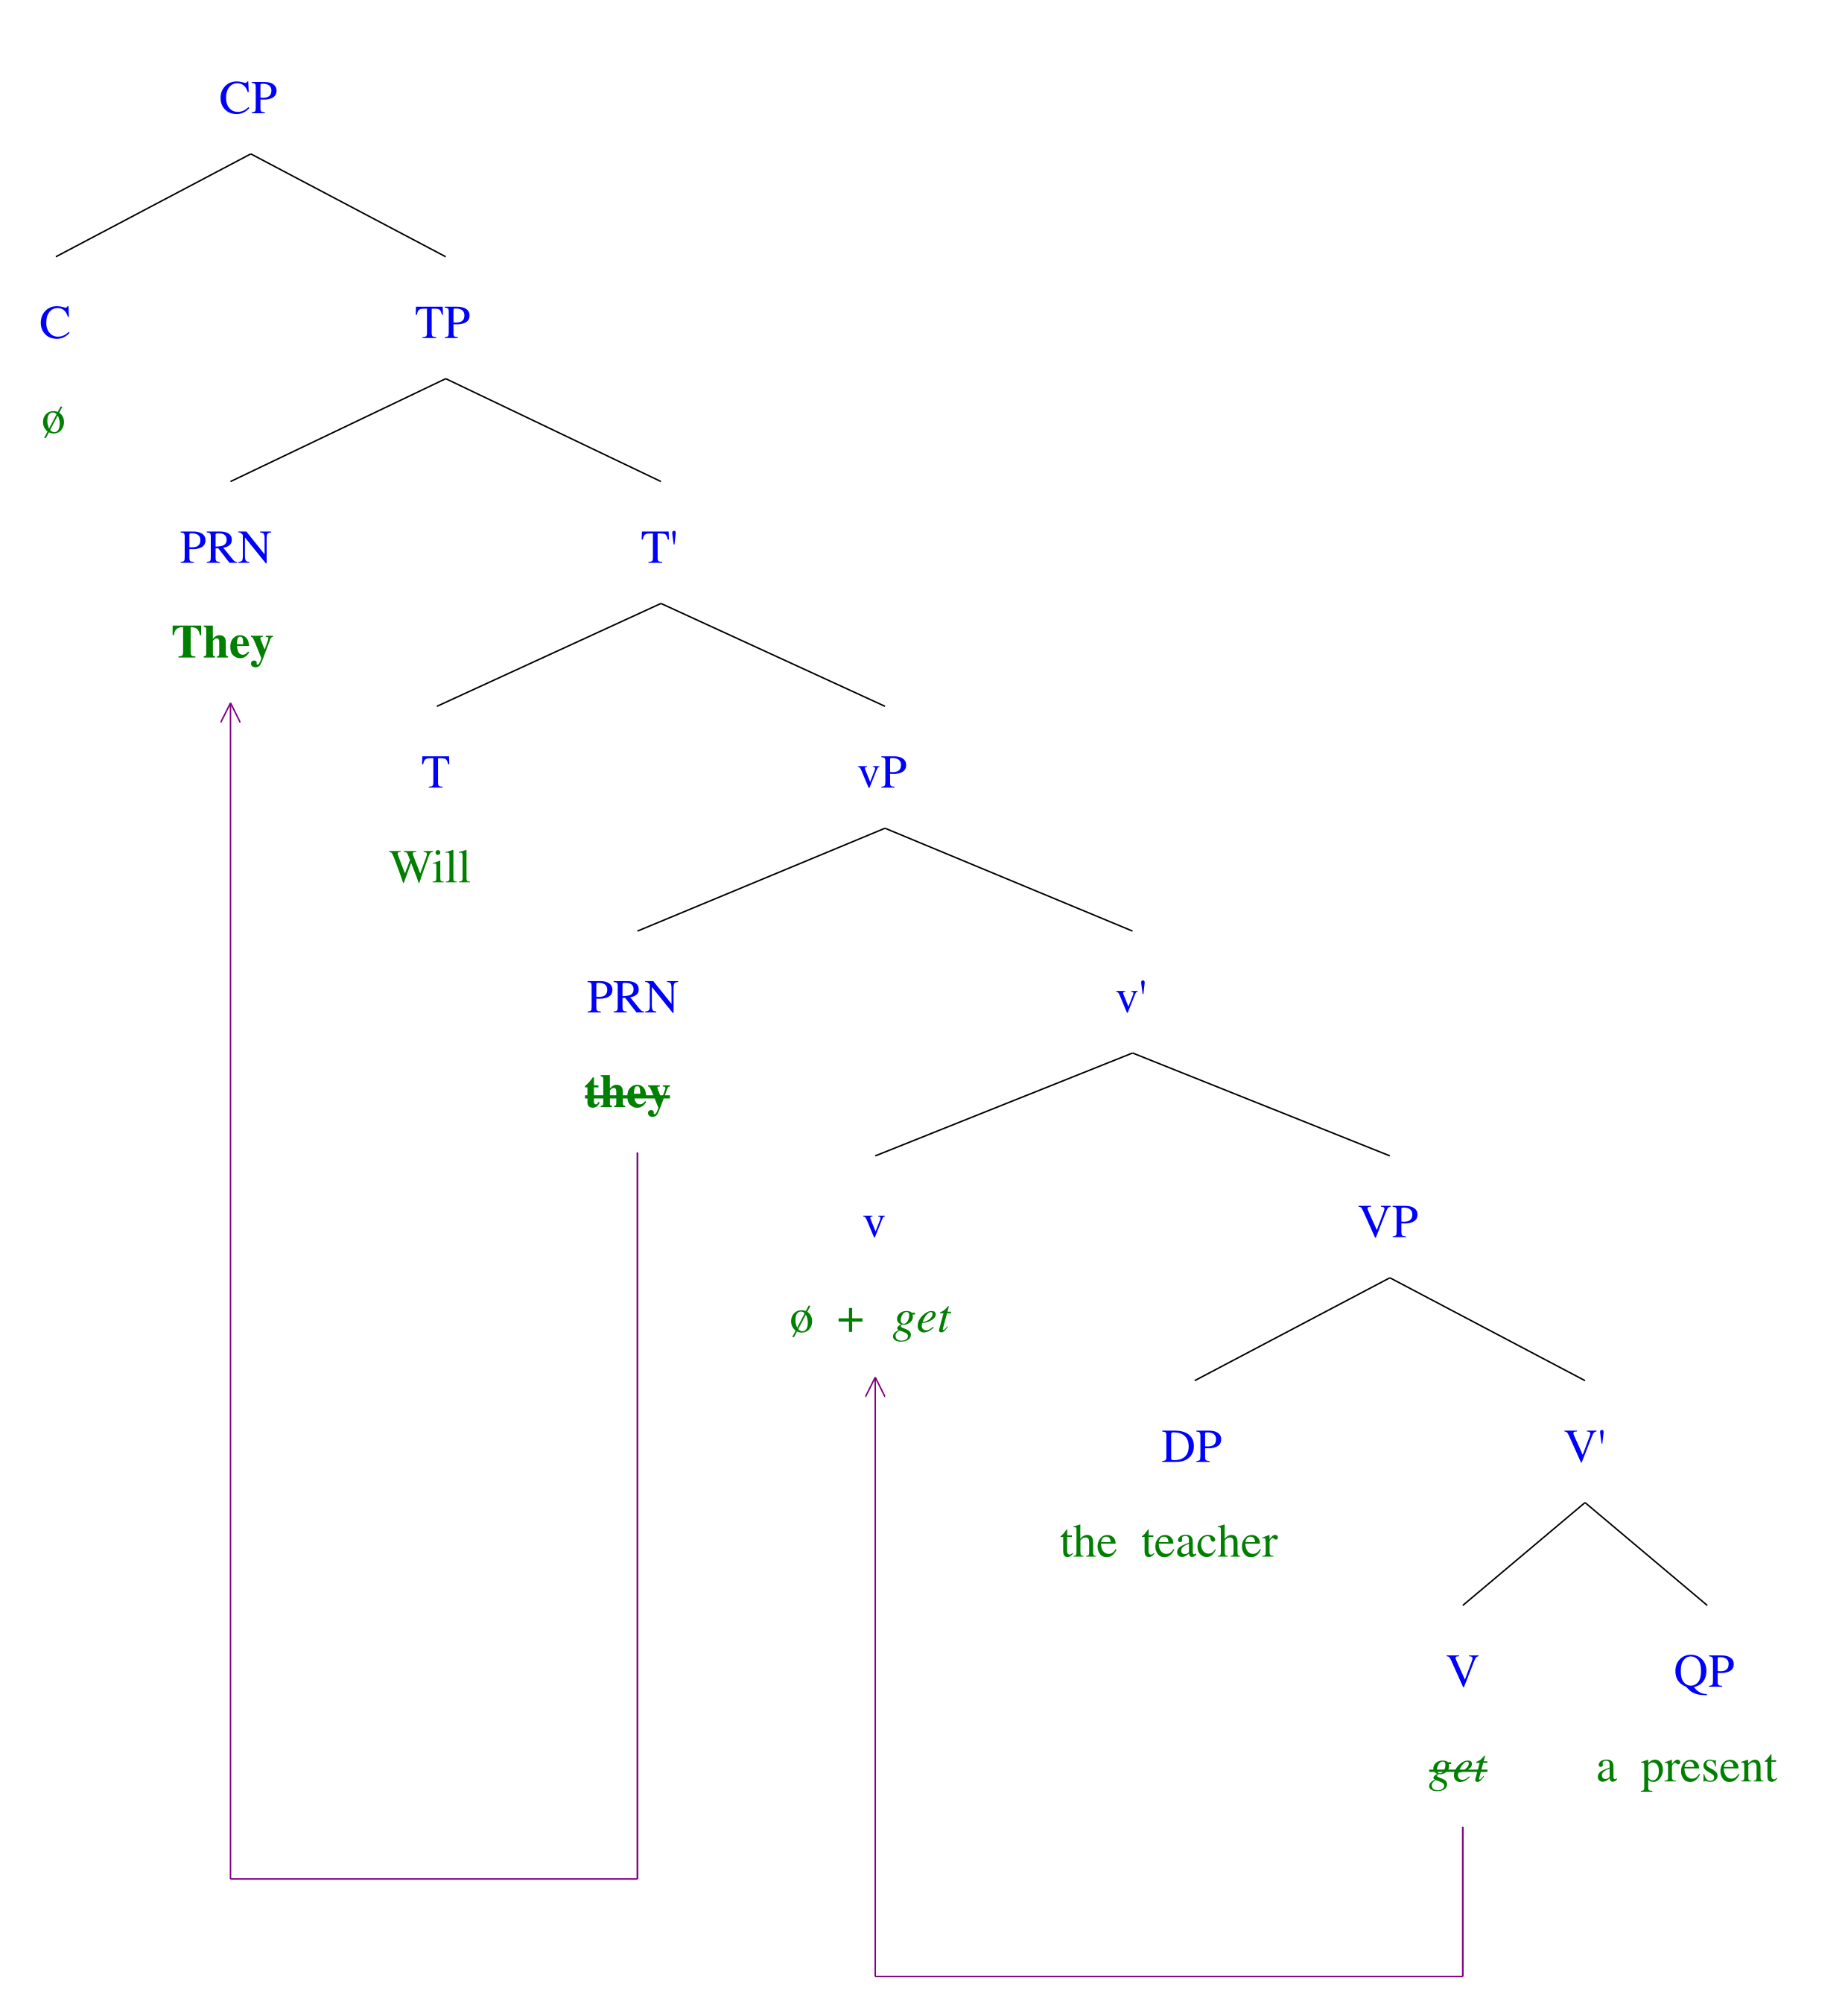 CP
C TP
ø
PRN T'
They
T vP
Will
PRN v'
they
v VP
ø + get
DP V'
the teacher
V QP
get a present